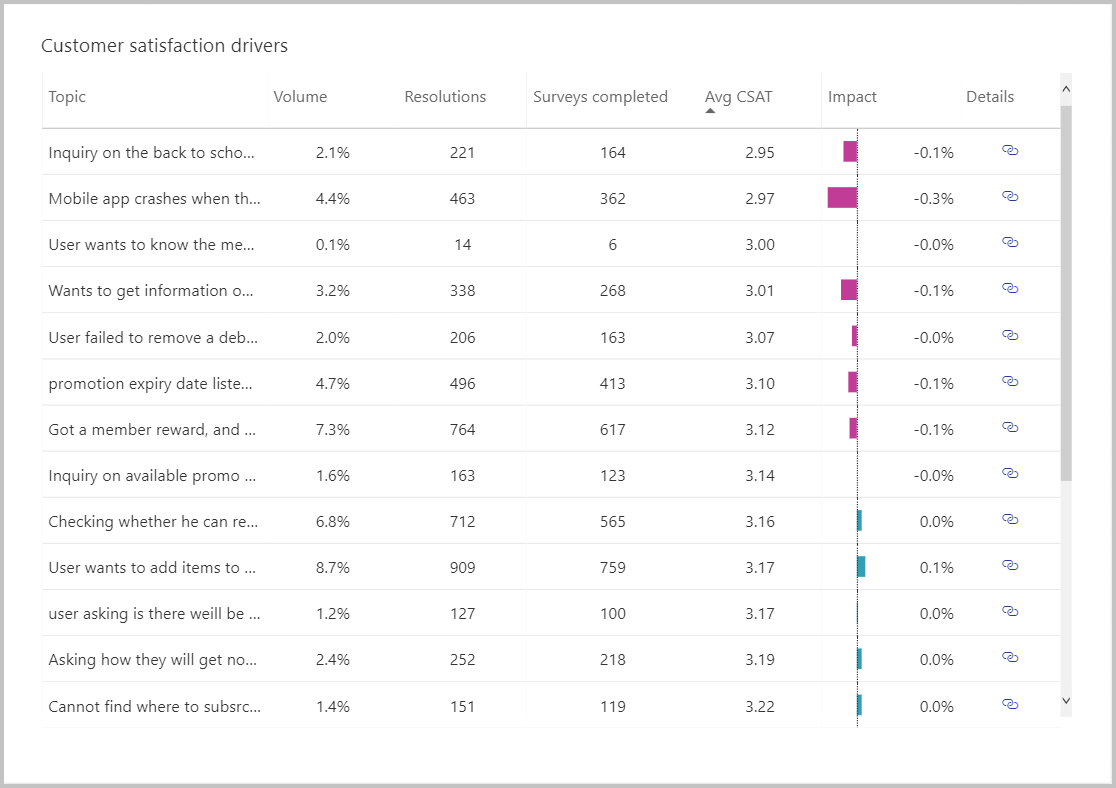 Customer satisfaction drivers
Topic Volume Resolutions Surveys completed Avg CSAT Impact Details
Inquiry on the back to scho... 2.1% 221 164 2.95 -0.1%
Mobile app crashes when th... 4.4% 463 362 2.97 -0.3%
User wants to know the me... 0.1% 14 6 3.00 -0.0%
Wants to get information o... 3.2% 338 268 3.01 -0.1%
User failed to remove a deb... 2.0% 206 163 3.07 -0.0%
promotion expiry date liste... 4.7% 496 413 3.10 -0.1%
Got a member reward, and ... 7.3% 764 617 3.12 -0.1%
Inquiry on available promo ... 1.6% 163 123 3.14 -0.0%
Checking whether he can re... 6.8% 712 565 3.16 0.0%
User wants to add items to ... 8.7% 909 759 3.17 0.1%
user asking is there weill be ... 1.2% 127 100 3.17 0.0%
Asking how they will get no... 2.4% 252 218 3.19 0.0%
Cannot find where to subsrc... 1.4% 151 119 3.22 0.0%